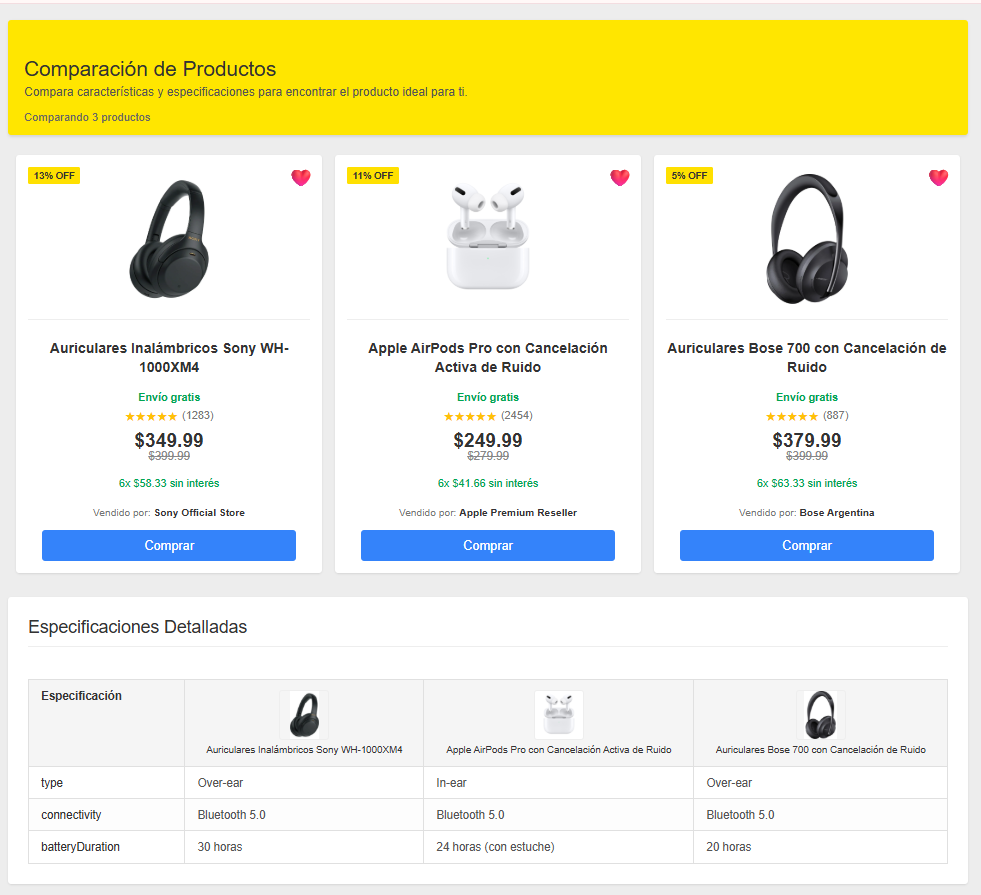 Comparación de Productos
Compara características y especificaciones para encontrar el producto ideal para ti.
Comparando 3 productos
13% OFF
Auriculares Inalámbricos Sony WH-
1000XM4
Envío gratis
★★★★★ (1283)
$349.99
$399.99
6x $58.33 sin interés
Vendido por: Sony Official Store
Comprar
11% OFF
Apple AirPods Pro con Cancelación
Activa de Ruido
Envío gratis
★★★★★ (2454)
$249.99
$279.99
6x $41.66 sin interés
Vendido por: Apple Premium Reseller
Comprar
5% OFF
Auriculares Bose 700 con Cancelación de
Ruido
Envío gratis
★★★★★ (887)
$379.99
$399.99
6x $63.33 sin interés
Vendido por: Bose Argentina
Comprar
Especificaciones Detalladas
Especificación
Auriculares Inalámbricos Sony WH-1000XM4
Apple AirPods Pro con Cancelación Activa de Ruido
Auriculares Bose 700 con Cancelación de Ruido
type Over-ear In-ear Over-ear
connectivity Bluetooth 5.0 Bluetooth 5.0 Bluetooth 5.0
batteryDuration 30 horas 24 horas (con estuche) 20 horas